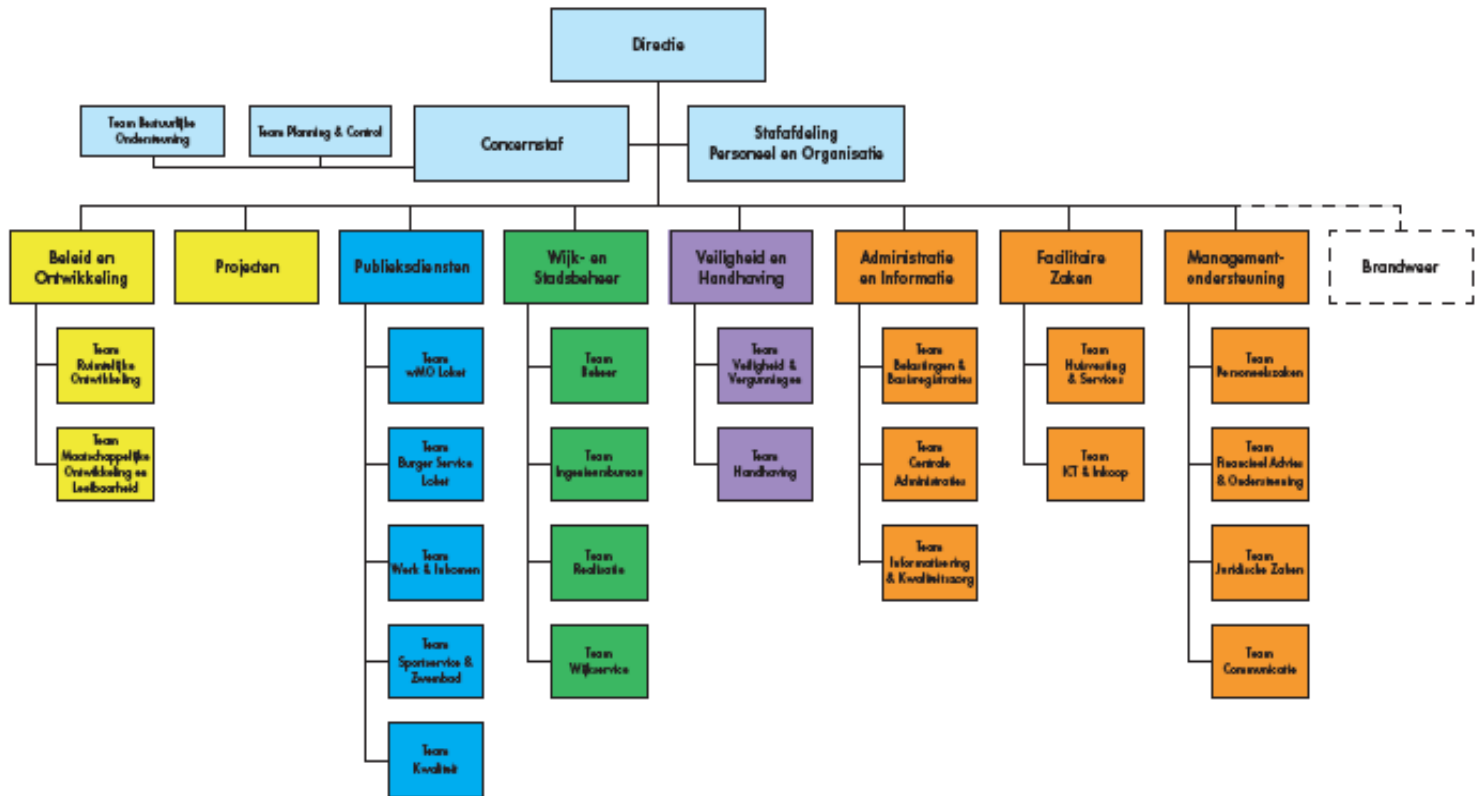 Directie
Team Bestuurlijke
Ondersteuning
Team Planning & Control
Concernstaf
Stafafdeling
Personeel en Organisatie
Beleid en
Ontwikkeling
Projecten
Publieksdiensten
Wijk- en
Stadsbeheer
Veiligheid en
Handhaving
Administratie
en Informatie
Facilitaire
Zaken
Management-
ondersteuning
Brandweer
Team
Ruimtelijke
Ontwikkeling
Team
Maatschappelijke
Ontwikkeling en
Leefbaarheid
Team
wMO Loket
Team
Burger Service
Loket
Team
Werk & Inkomen
Team
Sportservice &
Zwembad
Team
Kwaliteit
Team
Beheer
Team
Ingenieursbureau
Team
Realisatie
Team
Wijkservice
Team
Veiligheid &
Vergunningen
Team
Handhaving
Team
Belastingen &
Basisregistraties
Team
Centrale
Administraties
Team
Informatisering
& Kwaliteitszorg
Team
Huisvesting
& Services
Team
ICT & Inkoop
Team
Personeelszaken
Team
Financieel Advies
& Ondersteuning
Team
Juridische Zaken
Team
Communicatie